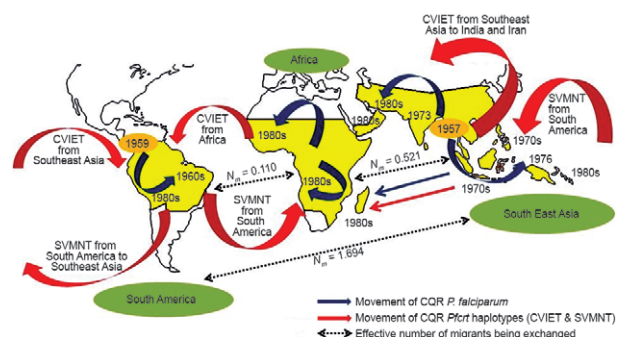 CVIET from Southeast
Asia to India and Iran
Africa
CVIET
from
Southeast Asia
1959
1960s
1980s
CVIET
from
Africa
1980s
1980s
1980s
1980s
1973
1957
SVMNT
from
South
America
1970s
1976
1980s
1970s
Nm = 0.110
Nm = 0.521
1980s
SVMNT
from
South
America
SVMNT from
South America to
Southeast Asia
Nm = 1.694
South East Asia
South America
Movement of CQR P. falciparum
Movement of CQR Pfcrt haplotypes (CVIET & SVMNT)
Effective number of migrants being exchanged